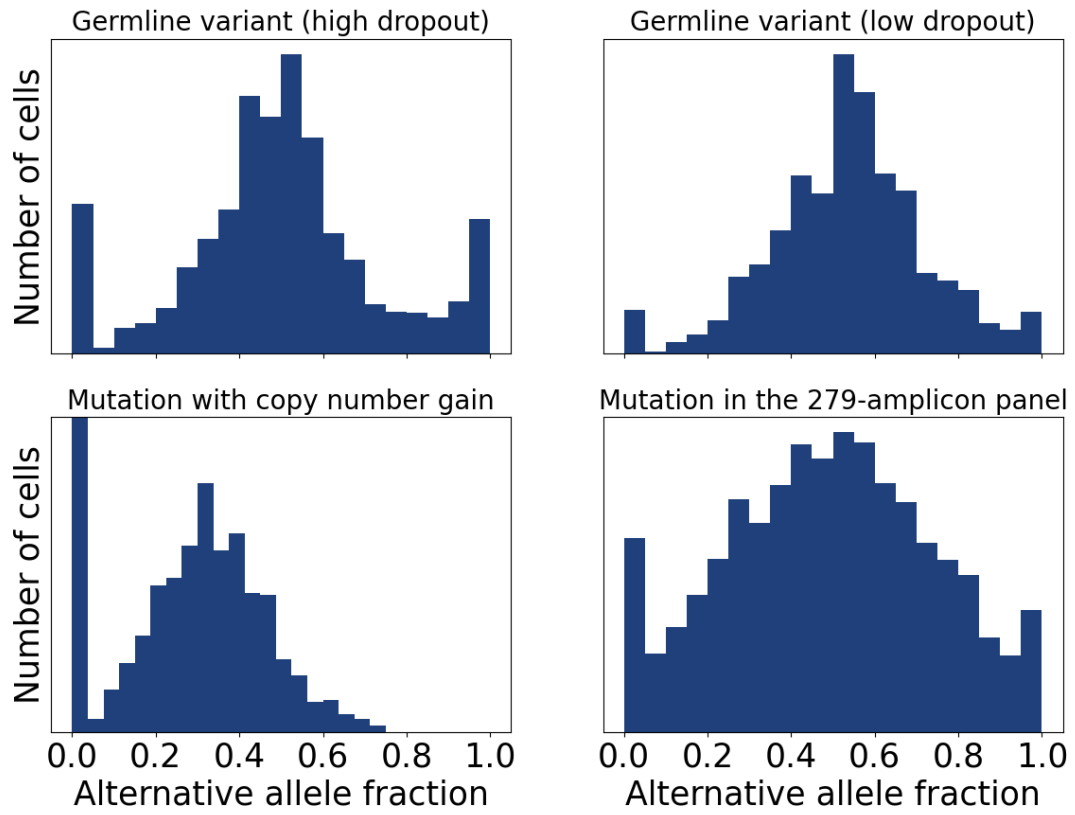 Germline variant (high dropout)
Germline variant (low dropout)
Number of cells
Mutation with copy number gain
Mutation in the 279-amplicon panel
Number of cells
0.0 0.2 0.4 0.6 0.8 1.0
0.0 0.2 0.4 0.6 0.8 1.0
Alternative allele fraction
Alternative allele fraction